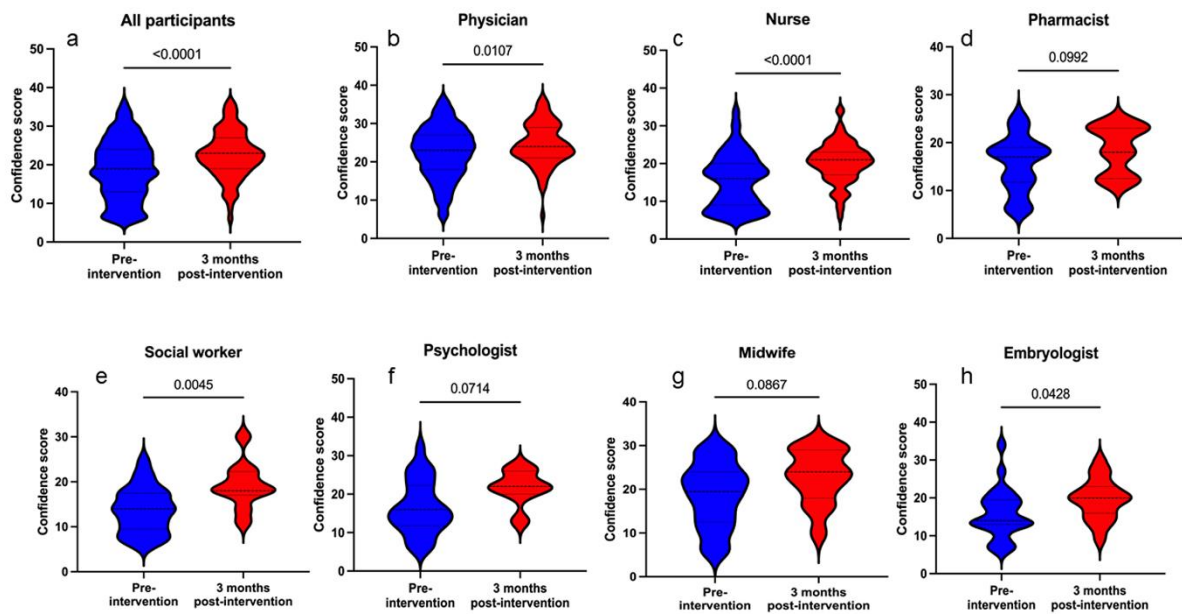 All participants
a
<0.0001
Confidence score
50
40
30
20
10
0
Pre-
intervention
3 months
post-intervention
Physician
b
0.0107
Confidence score
50
40
30
20
10
0
Pre-
intervention
3 months
post-intervention
Nurse
c
<0.0001
Confidence score
50
40
30
20
10
0
Pre-
intervention
3 months
post-intervention
Pharmacist
d
0.0992
Confidence score
40
30
20
10
0
Pre-
intervention
3 months
post-intervention
Social worker
e
0.0045
Confidence score
40
30
20
10
0
Pre-
intervention
3 months
post-intervention
Psychologist
f
0.0714
Confidence score
50
40
30
20
10
0
Pre-
intervention
3 months
post-intervention
Midwife
g
0.0867
Confidence score
40
30
20
10
0
Pre-
intervention
3 months
post-intervention
Embryologist
h
0.0428
Confidence score
50
40
30
20
10
0
Pre-
intervention
3 months
post-intervention